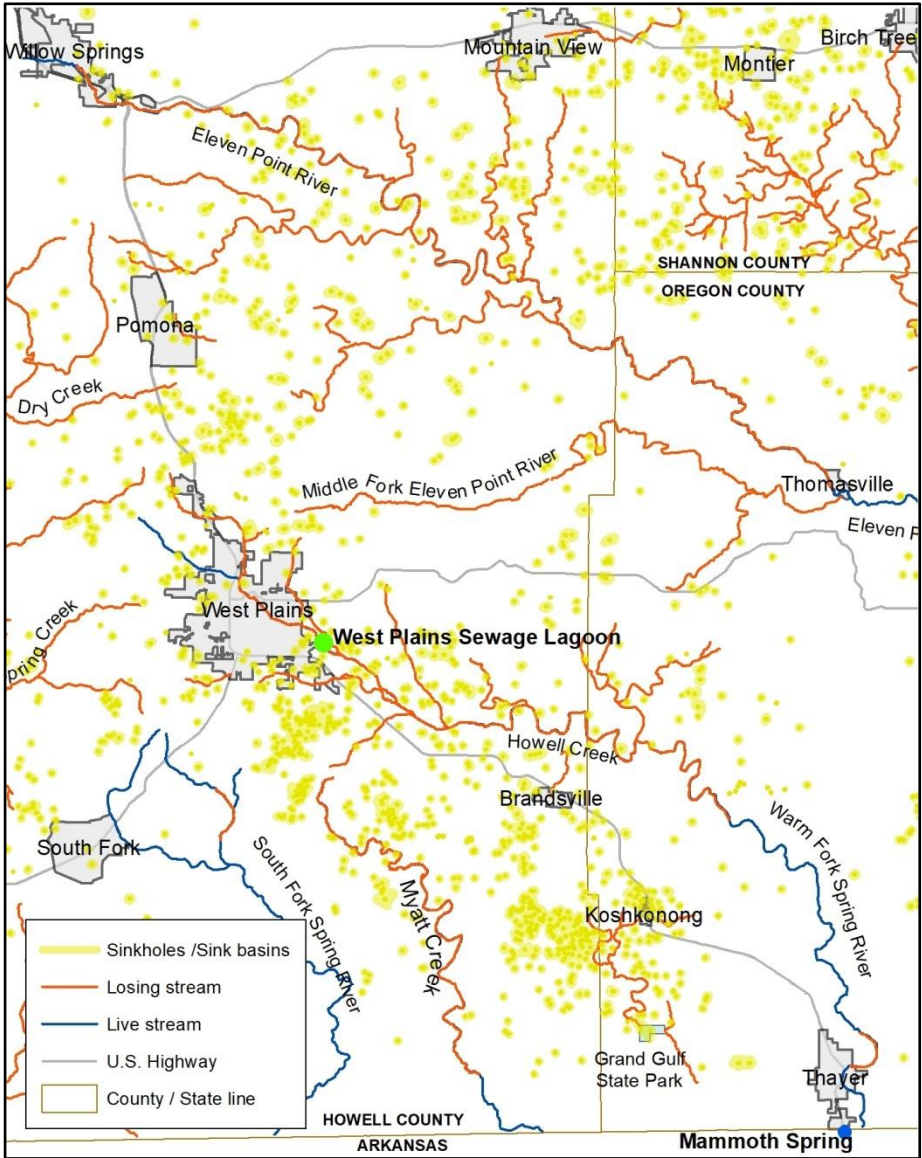 Willow Springs
Mountain View
Birch Tree
Montier
Eleven Point River
SHANNON COUNTY
OREGON COUNTY
Pomona
Dry Creek
Middle Fork Eleven Point River
Thomasville
Eleven P
West Plains
West Plains Sewage Lagoon
pring Creek
Howell Creek
Brandsville
Warm Fork Spring River
South Fork
South Fork Spring River
Myatt Creek
Koshkonong
Grand Gulf
State Park
Thayer
Sinkholes /Sink basins
Losing stream
Live stream
U.S. Highway
County / State line
HOWELL COUNTY
ARKANSAS
Mammoth Spring